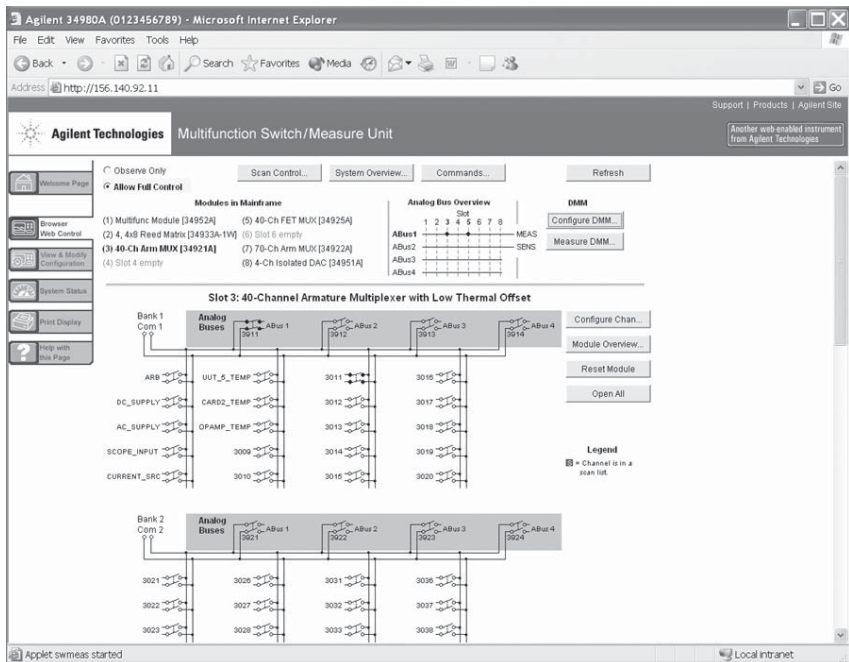 Agilent 34980A (0123456789) - Microsoft Internet Explorer
File Edit View Favorites Tools Help
Back Search Favorites Media
Address http://156.140.92.11 Go
Support | Products | Agilent Site
Agilent Technologies Multifunction Switch/Measure Unit
Another web-enabled instrument
from Agilent Technologies
Welcome Page
Browser
Web Control
View & Modify
Configuration
System Status
Print Display
Help with
this Page
Observe Only
Allow Full Control
Scan Control... System Overview... Commands... Refresh
Modules in Mainframe
(1) Multifunc Module [34952A] (5) 40-Ch FET MUX [34925A]
(2) 4, 4x8 Reed Matrix [34933A-1W] (6) Slot 6 empty
(3) 40-Ch Arm MUX [34921A] (7) 70-Ch Arm MUX [34922A]
(4) Slot 4 empty (8) 4-Ch Isolated DAC [34951A]
Analog Bus Overview
Slot
1 2 3 4 5 6 7 8
ABus1 MEAS
ABus2 SENS
ABus3
ABus4
DMM
Configure DMM...
Measure DMM...
Slot 3: 40-Channel Armature Multiplexer with Low Thermal Offset
Bank 1
Com 1
Analog
Buses
ABus 1 ABus 2 ABus 3 ABus 4
3911 3912 3913 3914
ARB UUT_5_TEMP 3011 3016
DC_SUPPLY CARD2_TEMP 3012 3017
AC_SUPPLY OPAMP_TEMP 3013 3018
SCOPE_INPUT 3009 3014 3019
CURRENT_SRC 3010 3015 3020
Configure Chan...
Module Overview...
Reset Module
Open All
Legend
S = Channel is in a
scan list.
Bank 2
Com 2
Analog
Buses
ABus 1 ABus 2 ABus 3 ABus 4
3921 3922 3923 3924
3021 3026 3031 3036
3022 3027 3032 3037
3023 3028 3033 3038
Applet swmeas started
Local intranet